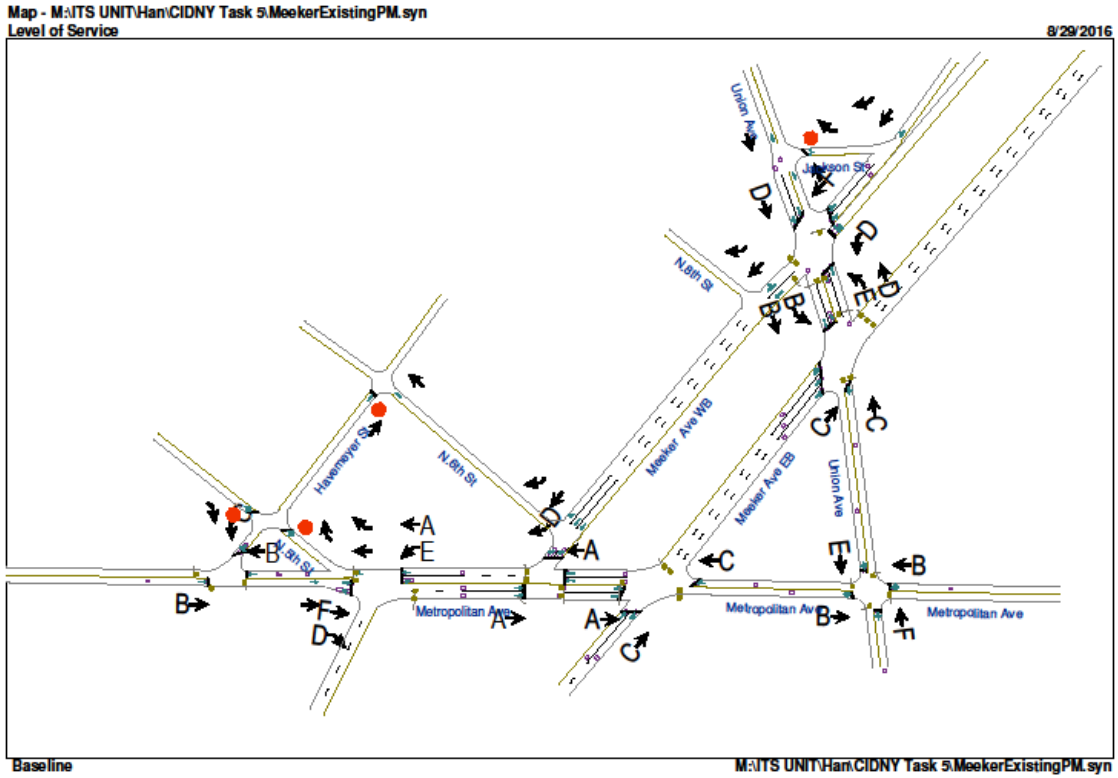 Map - M:\ITS UNIT\Han\CIDNY Task 5\MeekerExistingPM.syn
Level of Service
8/29/2016
Union Ave
Jackson St
D
D
N.8th St
D
E
B
B
Meeker Ave WB
C
C
Havemeyer St
N.6th St
Meeker Ave EB
Union Ave
D
C
A
B
N.5th St
E
A
C
E
B
B
F
Metropolitan Ave
A
A
Metropolitan Ave
B
F
Metropolitan Ave
D
C
Baseline
M:\ITS UNIT\Han\CIDNY Task 5\MeekerExistingPM.syn